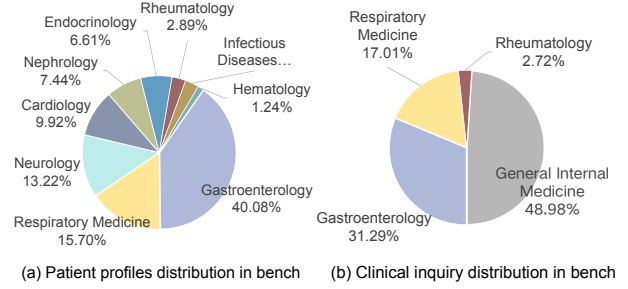 Rheumatology
2.89%
Endocrinology
6.61%
Infectious
Diseases...
Nephrology
7.44%
Hematology
1.24%
Cardiology
9.92%
Neurology
13.22%
Gastroenterology
40.08%
Respiratory Medicine
15.70%
(a) Patient profiles distribution in bench
Respiratory
Medicine
17.01%
Rheumatology
2.72%
General Internal
Medicine
48.98%
Gastroenterology
31.29%
(b) Clinical inquiry distribution in bench